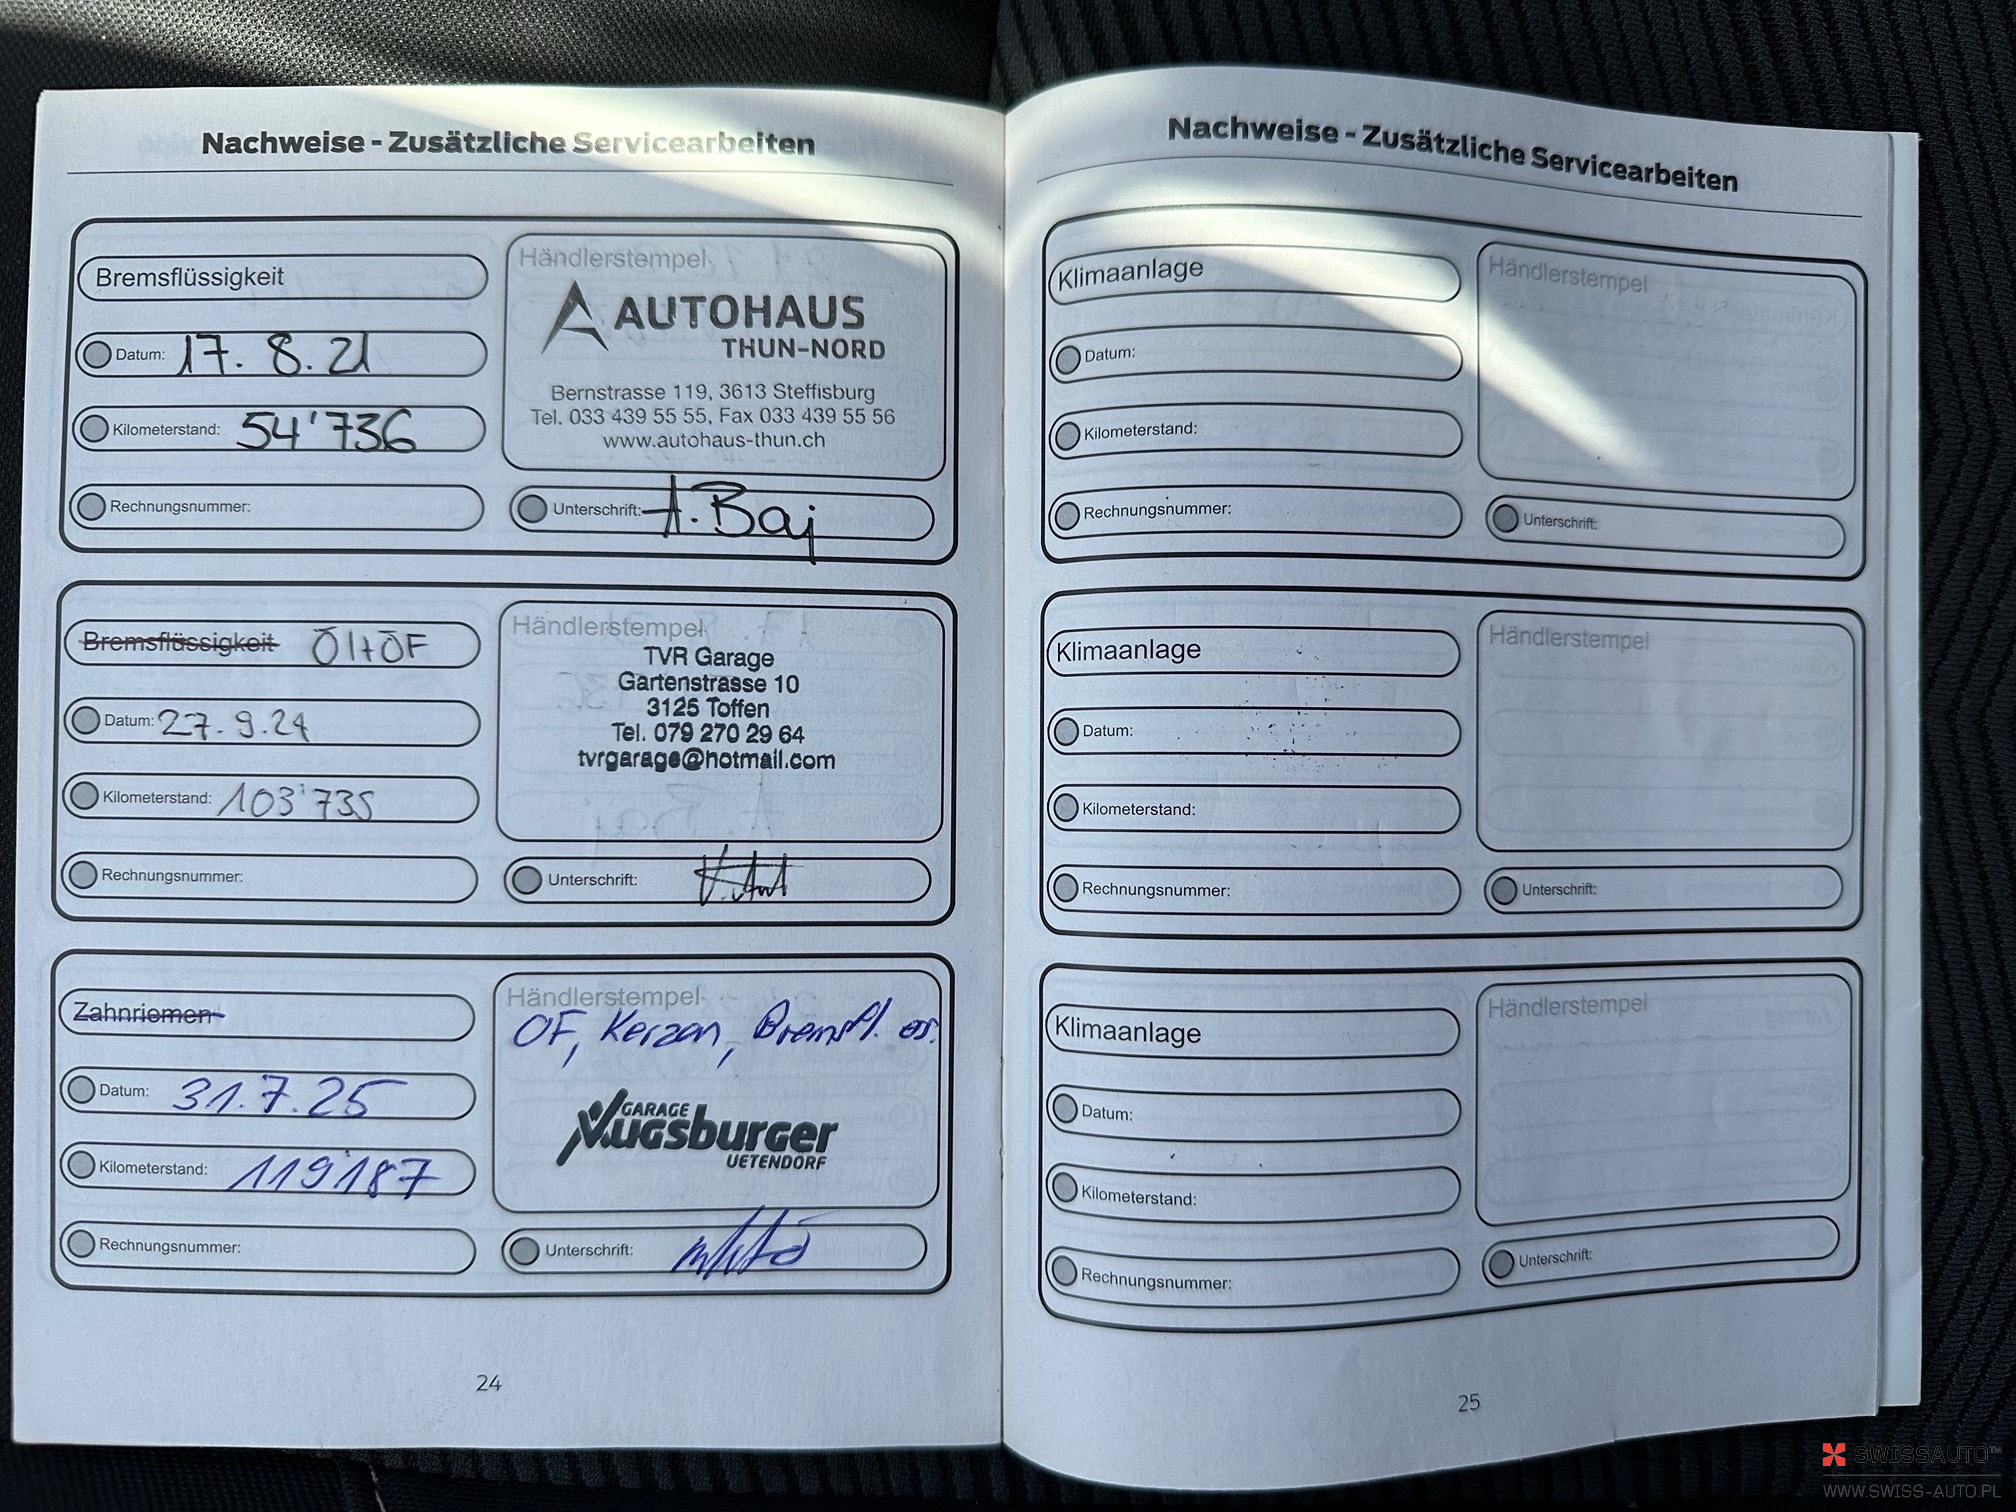 Nachweise - Zusätzliche Servicearbeiten
Bremsflüssigkeit
Datum: 17. 8. 21
Kilometerstand: 54'736
Rechnungsnummer:
Händlerstempel
AUTOHAUS
THUN-NORD
Bernstrasse 119, 3613 Steffisburg
Tel. 033 439 55 55, Fax 033 439 55 56
www.autohaus-thun.ch
Unterschrift: A. Baj
Bremsflüssigkeit Öl+ÖF
Datum: 27. 9. 24
Kilometerstand: 103'735
Rechnungsnummer:
Händlerstempel
TVR Garage
Gartenstrasse 10
3125 Toffen
Tel. 079 270 29 64
tvrgarage@hotmail.com
Unterschrift:
Zahnriemen
Datum: 31.7.25
Kilometerstand: 119'187
Rechnungsnummer:
Händlerstempel
OF, Kerzen, Bremsfl.
GARAGE
Augsburger
UETENDORF
Unterschrift:
24
Nachweise - Zusätzliche Servicearbeiten
Klimaanlage
Datum:
Kilometerstand:
Rechnungsnummer:
Händlerstempel
Unterschrift:
Klimaanlage
Datum:
Kilometerstand:
Rechnungsnummer:
Händlerstempel
Unterschrift:
Klimaanlage
Datum:
Kilometerstand:
Rechnungsnummer:
Händlerstempel
Unterschrift:
25
SWISSAUTO™
WWW.SWISS-AUTO.PL